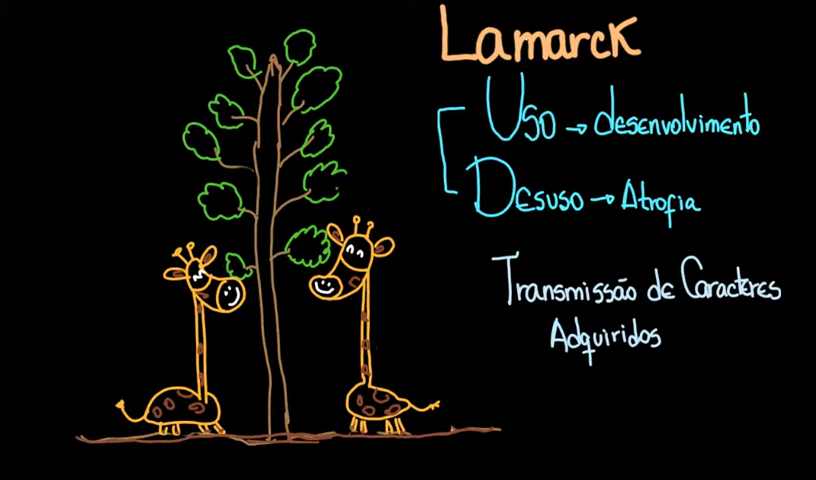 Lamarck
Uso → desenvolvimento
Desuso → Atrofia
Transmissão de Caracteres
Adquiridos